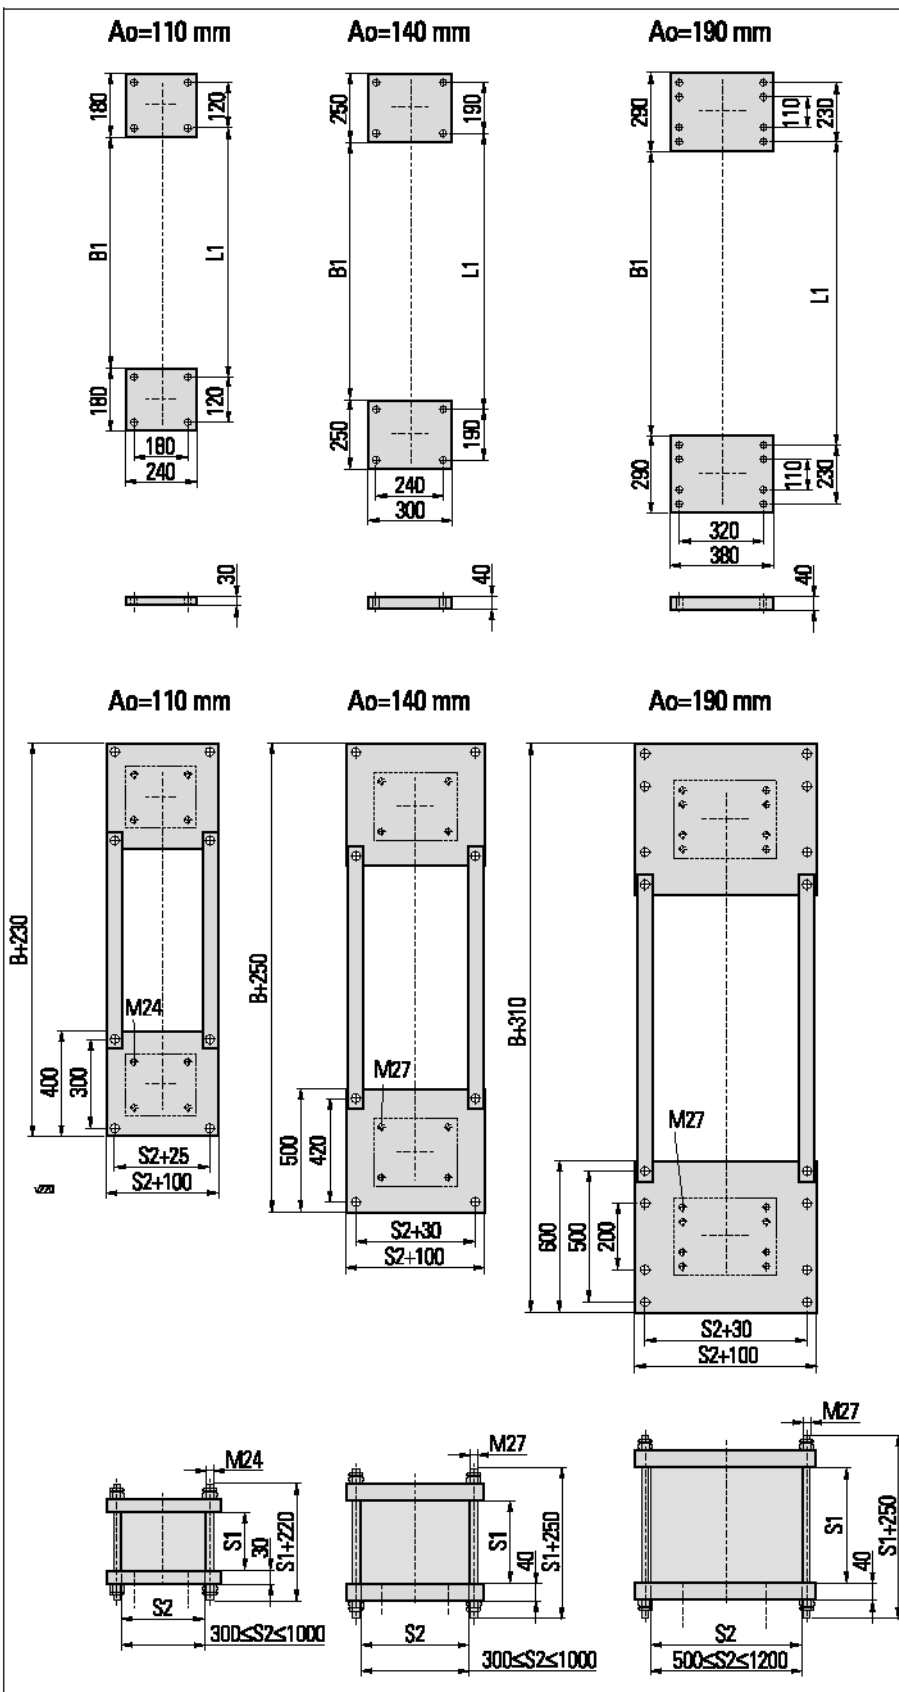 Ao=110 mm
Ao=140 mm
Ao=190 mm
180
120
B1
L1
180
120
180
240
30
250
190
B1
L1
250
190
240
300
40
290
110
230
B1
L1
290
110
230
320
380
40
Ao=110 mm
Ao=140 mm
Ao=190 mm
B+230
M24
400
300
S2+25
S2+100
B+250
M27
500
420
S2+30
S2+100
B+310
M27
600
500
200
S2+30
S2+100
M24
S1
30
S1+220
S2
300≤S2≤1000
M27
S1
40
S1+250
S2
300≤S2≤1000
M27
S1
40
S1+250
S2
500≤S2≤1200